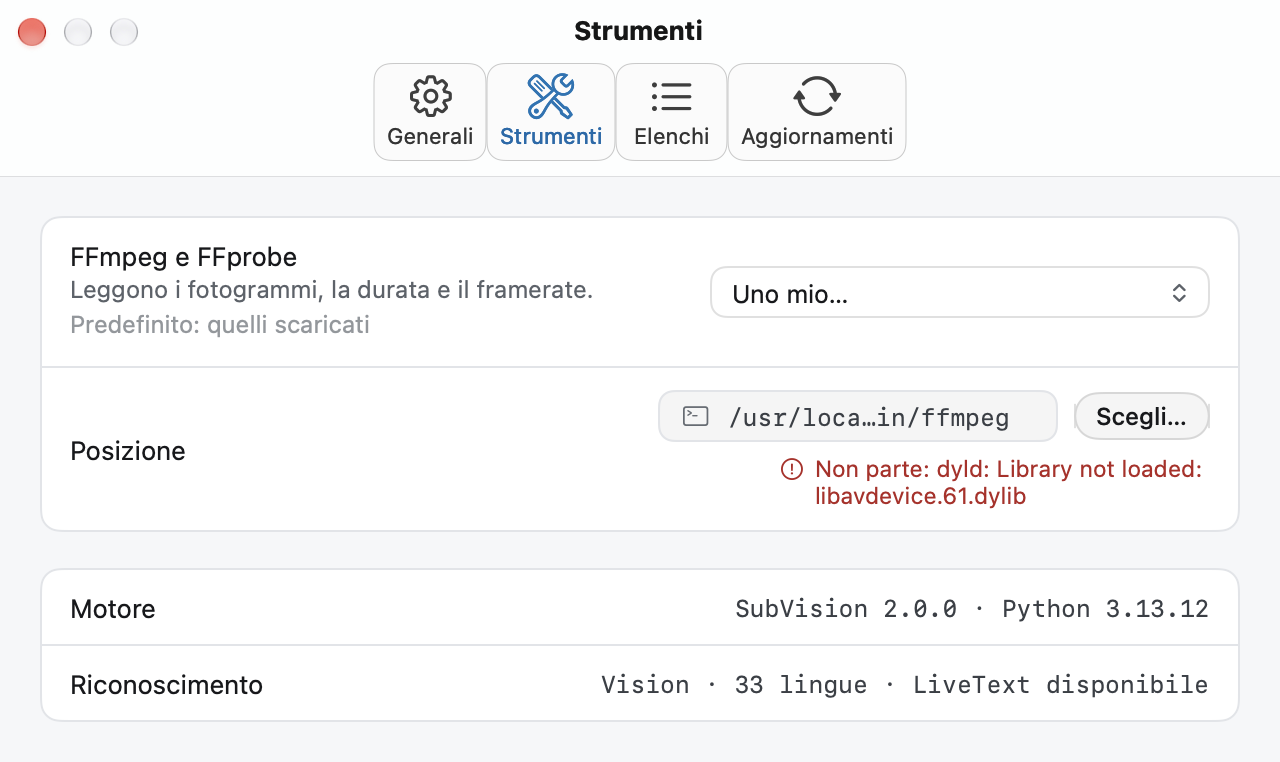 Strumenti
Generali
Strumenti
Elenchi
Aggiornamenti
FFmpeg e FFprobe
Leggono i fotogrammi, la durata e il framerate.
Predefinito: quelli scaricati
Uno mio...
Posizione
/usr/loca…in/ffmpeg
Scegli...
Non parte: dyld: Library not loaded:
libavdevice.61.dylib
Motore
SubVision 2.0.0 · Python 3.13.12
Riconoscimento
Vision · 33 lingue · LiveText disponibile